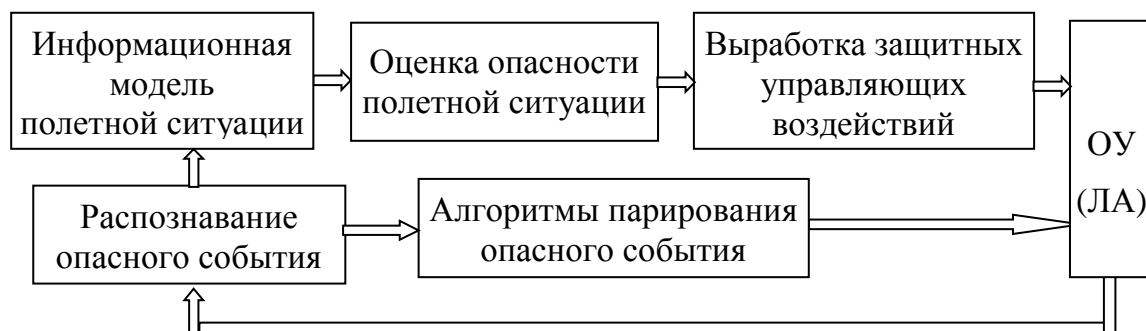 Информационная
модель
полетной ситуации
Оценка опасности
полетной ситуации
Выработка защитных
управляющих
воздействий
ОУ
(ЛА)
Распознавание
опасного события
Алгоритмы парирования
опасного события